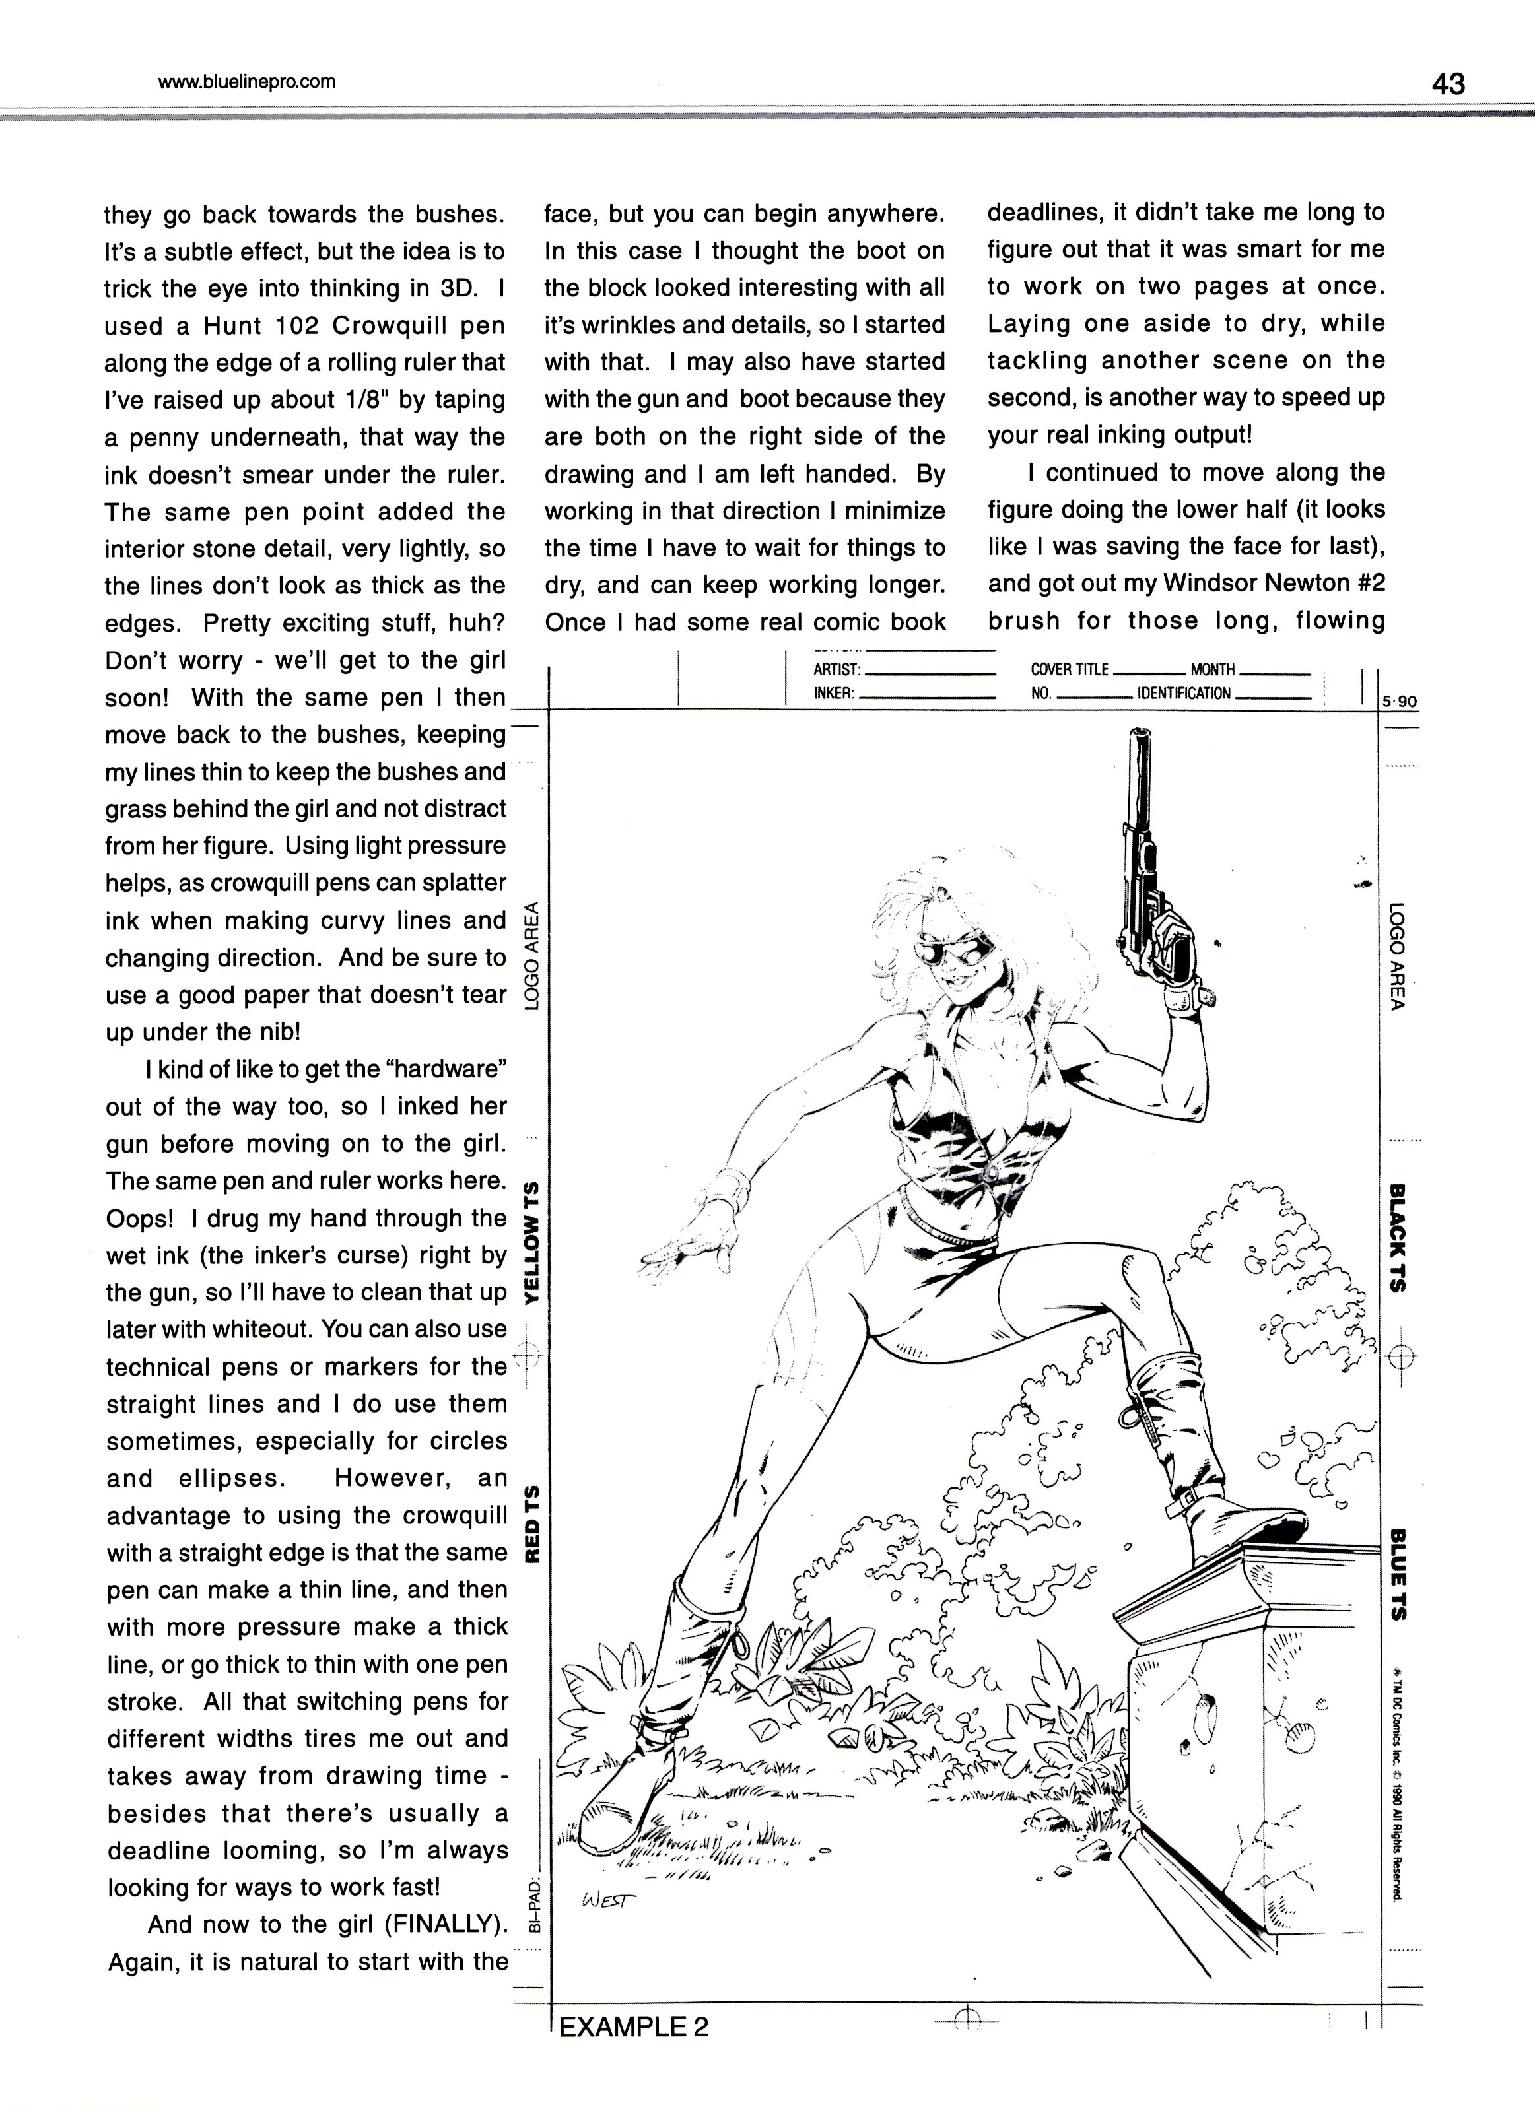 www.bluelinepro.com
43
they go back towards the bushes.
It's a subtle effect, but the idea is to
trick the eye into thinking in 3D. I
used a Hunt 102 Crowquill pen
along the edge of a rolling ruler that
I've raised up about 1/8" by taping
a penny underneath, that way the
ink doesn't smear under the ruler.
The same pen point added the
interior stone detail, very lightly, so
the lines don't look as thick as the
edges. Pretty exciting stuff, huh?
Don't worry - we'll get to the girl
soon! With the same pen I then
move back to the bushes, keeping
my lines thin to keep the bushes and
grass behind the girl and not distract
from her figure. Using light pressure
helps, as crowquill pens can splatter
ink when making curvy lines and
changing direction. And be sure to
use a good paper that doesn't tear
up under the nib!
I kind of like to get the "hardware"
out of the way too, so I inked her
gun before moving on to the girl.
The same pen and ruler works here.
Oops! I drug my hand through the
wet ink (the inker's curse) right by
the gun, so I'll have to clean that up
later with whiteout. You can also use
technical pens or markers for the
straight lines and I do use them
sometimes, especially for circles
and ellipses. However, an
advantage to using the crowquill
with a straight edge is that the same
pen can make a thin line, and then
with more pressure make a thick
line, or go thick to thin with one pen
stroke. All that switching pens for
different widths tires me out and
takes away from drawing time -
besides that there's usually a
deadline looming, so I'm always
looking for ways to work fast!
And now to the girl (FINALLY).
Again, it is natural to start with the
face, but you can begin anywhere.
In this case I thought the boot on
the block looked interesting with all
it's wrinkles and details, so I started
with that. I may also have started
with the gun and boot because they
are both on the right side of the
drawing and I am left handed. By
working in that direction I minimize
the time I have to wait for things to
dry, and can keep working longer.
Once I had some real comic book
deadlines, it didn't take me long to
figure out that it was smart for me
to work on two pages at once.
Laying one aside to dry, while
tackling another scene on the
second, is another way to speed up
your real inking output!
I continued to move along the
figure doing the lower half (it looks
like I was saving the face for last),
and got out my Windsor Newton #2
brush for those long, flowing
ARTIST: COVER TITLE MONTH
INKER: NO. IDENTIFICATION
5-90
LOGO AREA
YELLOW TS
RED TS
BI-PAD:
LOGO AREA
BLACK TS
BLUE TS
® TM DC Comics Inc. © 1990 All Rights Reserved.
WEST
EXAMPLE 2